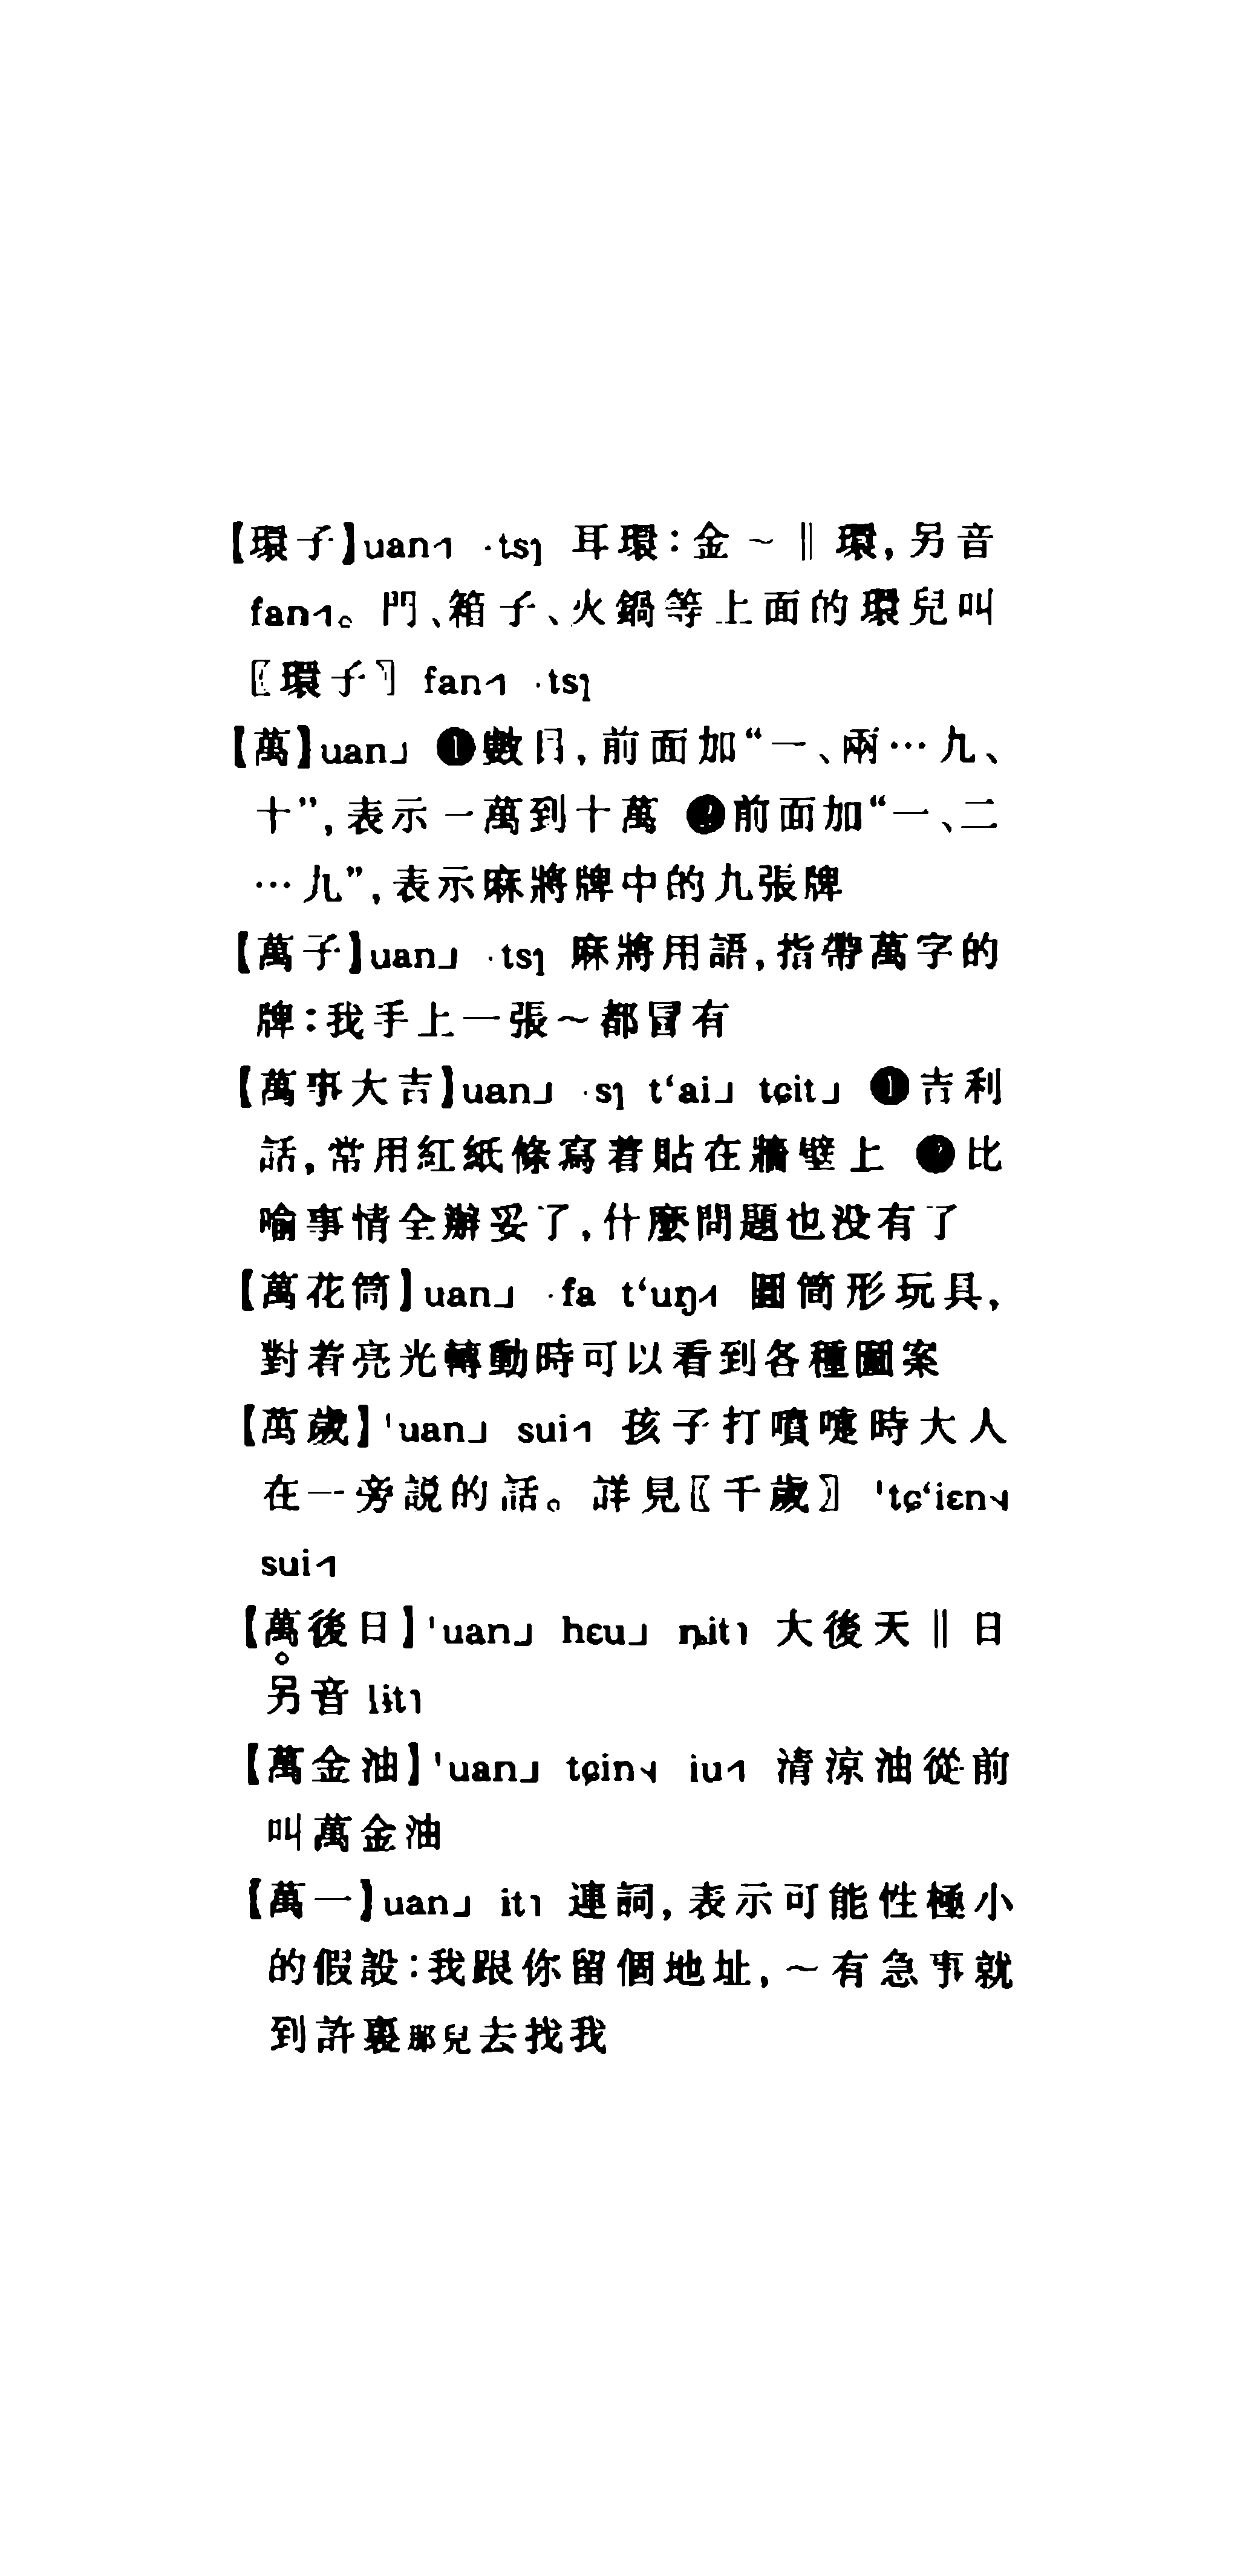 【環子】uan˧˥ ·tsɿ 耳環：金～‖環，另音
fan˧˥。門、箱子、火鍋等上面的環兒叫
〖環子〗 fan˧˥ ·tsɿ
【萬】uan˩ ❶數目，前面加“一、兩…九、
十”，表示一萬到十萬 ❷前面加“一、二
…九”，表示麻將牌中的九張牌
【萬子】uan˩ ·tsɿ 麻將用語，指帶萬字的
牌：我手上一張～都冒有
【萬事大吉】uan˩ ·sɿ t‘ai˩ tɕit˩ ❶吉利
話，常用紅紙條寫着貼在牆壁上 ❷比
喻事情全辦妥了，什麼問題也没有了
【萬花筒】uan˩ ·fa t‘uŋ˧˥ 圓筒形玩具，
對着亮光轉動時可以看到各種圖案
【萬歲】ˈuan˩ sui˧˥ 孩子打噴嚏時大人
在一旁説的話。詳見〖千歲〗 ˈtɕ‘iɛn˧˩
sui˧˥
【萬後日】ˈuan˩ hɛu˩ ȵit˥ 大後天‖日
另音 lit˥
【萬金油】ˈuan˩ tɕin˧˩ iu˧˥ 清涼油從前
叫萬金油
【萬一】uan˩ it˥ 連詞，表示可能性極小
的假設：我跟你留個地址，～有急事就
到許裏那兒去找我